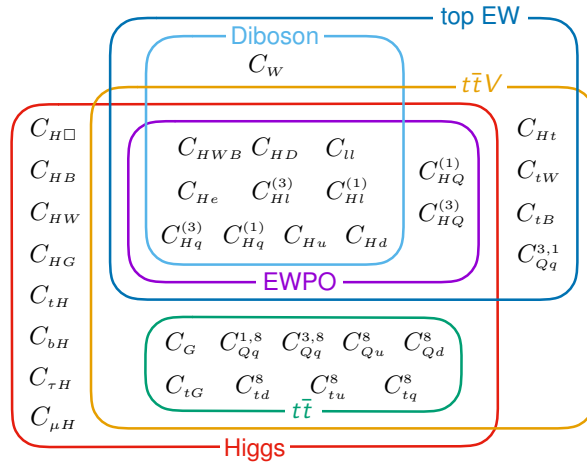 top EW
Diboson
C_W
tt̄V
C_{H□}
C_{HB}
C_{HW}
C_{HG}
C_{tH}
C_{bH}
C_{τH}
C_{μH}
C_{HWB} C_{HD} C_{ll}
C_{He} C_{Hl}^{(3)} C_{Hl}^{(1)}
C_{Hq}^{(3)} C_{Hq}^{(1)} C_{Hu} C_{Hd}
C_{HQ}^{(1)}
C_{HQ}^{(3)}
C_{Ht}
C_{tW}
C_{tB}
C_{Qq}^{3,1}
EWPO
C_G C_{Qq}^{1,8} C_{Qq}^{3,8} C_{Qu}^{8} C_{Qd}^{8}
C_{tG} C_{td}^{8} C_{tu}^{8} C_{tq}^{8}
tt̄
Higgs